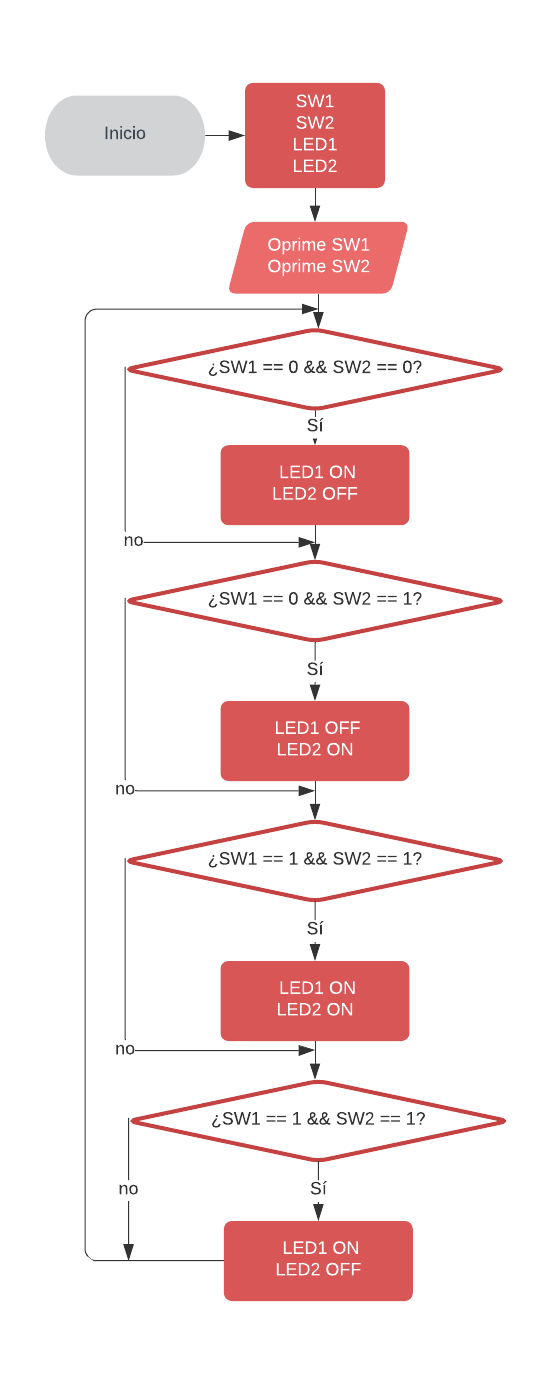 Inicio
SW1
SW2
LED1
LED2
Oprime SW1
Oprime SW2
¿SW1 == 0 && SW2 == 0?
Sí
LED1 ON
LED2 OFF
no
¿SW1 == 0 && SW2 == 1?
Sí
LED1 OFF
LED2 ON
no
¿SW1 == 1 && SW2 == 1?
Sí
LED1 ON
LED2 ON
no
¿SW1 == 1 && SW2 == 1?
no
Sí
LED1 ON
LED2 OFF